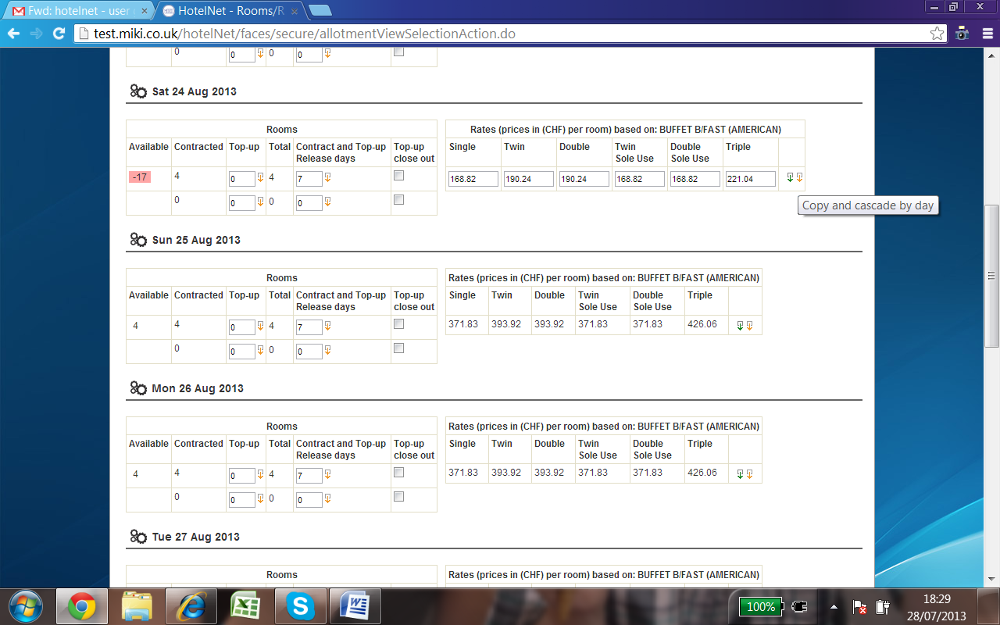 Fwd: hotelnet - user
HotelNet - Rooms/R
test.miki.co.uk/hotelNet/faces/secure/allotmentViewSelectionAction.do
0 0 0 0
Sat 24 Aug 2013
Rooms
Available Contracted Top-up Total Contract and Top-up Release days Top-up close out
-17 4 0 4 7
0 0 0 0
Rates (prices in (CHF) per room) based on: BUFFET B/FAST (AMERICAN)
Single Twin Double Twin Sole Use Double Sole Use Triple
168.82 190.24 190.24 168.82 168.82 221.04
Copy and cascade by day
Sun 25 Aug 2013
Rooms
Available Contracted Top-up Total Contract and Top-up Release days Top-up close out
4 4 0 4 7
0 0 0 0
Rates (prices in (CHF) per room) based on: BUFFET B/FAST (AMERICAN)
Single Twin Double Twin Sole Use Double Sole Use Triple
371.83 393.92 393.92 371.83 371.83 426.06
Mon 26 Aug 2013
Rooms
Available Contracted Top-up Total Contract and Top-up Release days Top-up close out
4 4 0 4 7
0 0 0 0
Rates (prices in (CHF) per room) based on: BUFFET B/FAST (AMERICAN)
Single Twin Double Twin Sole Use Double Sole Use Triple
371.83 393.92 393.92 371.83 371.83 426.06
Tue 27 Aug 2013
Rooms
Rates (prices in (CHF) per room) based on: BUFFET B/FAST (AMERICAN)
100%
18:29
28/07/2013